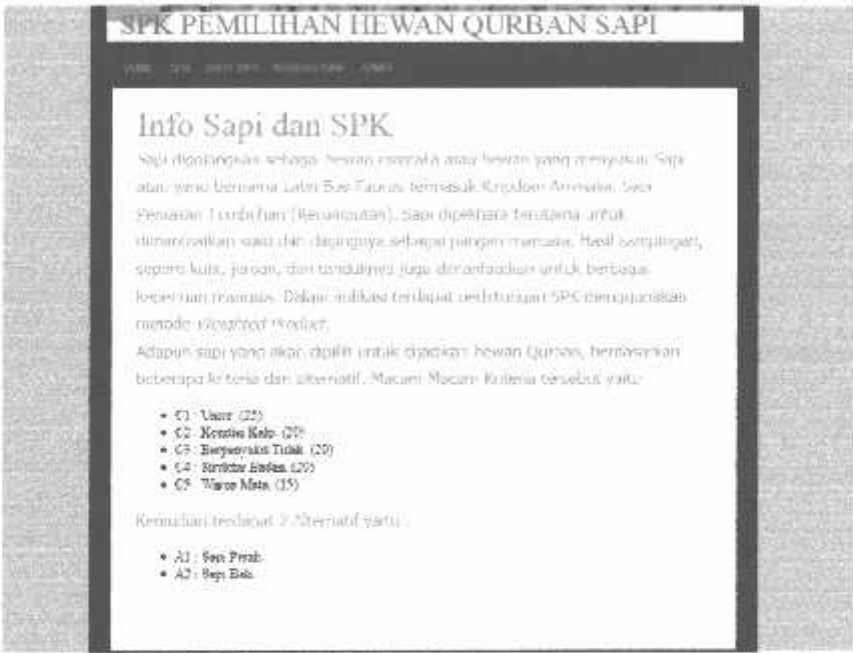 SPK PEMILIHAN HEWAN QURBAN SAPI
Info Sapi dan SPK
Sapi digolongkan sebagai hewan mamalia atau hewan yang menyusui. Sapi
atau yang bernama Latin Bos Taurus termasuk Kingdom Animalia. Sapi
Pemakan Tumbuhan Sapi dipelihara terutama untuk
dimanfaatkan susu dan dagingnya sebagai pangan manusia. Hasil sampingan,
seperti kulit, jeroan, dan tanduknya juga dimanfaatkan untuk berbagai
keperluan manusia. Dalam aplikasi terdapat perhitungan SPK menggunakan
metode Weighted Product.
Adapun sapi yang akan dipilih untuk dijadikan hewan Qurban, berdasarkan
beberapa kriteria dan alternatif. Macam Macam Kriteria tersebut yaitu
C1 : Umur. (25)
C2 : Kondisi Kaki. (20)
C3 : Berpenyakit Tidak. (20)
C4 : Struktur Badan. (20)
C5 : Warna Mata. (15)
Kemudian terdapat 2 Alternatif yaitu :
A1 : Sapi Perah.
A2 : Sapi